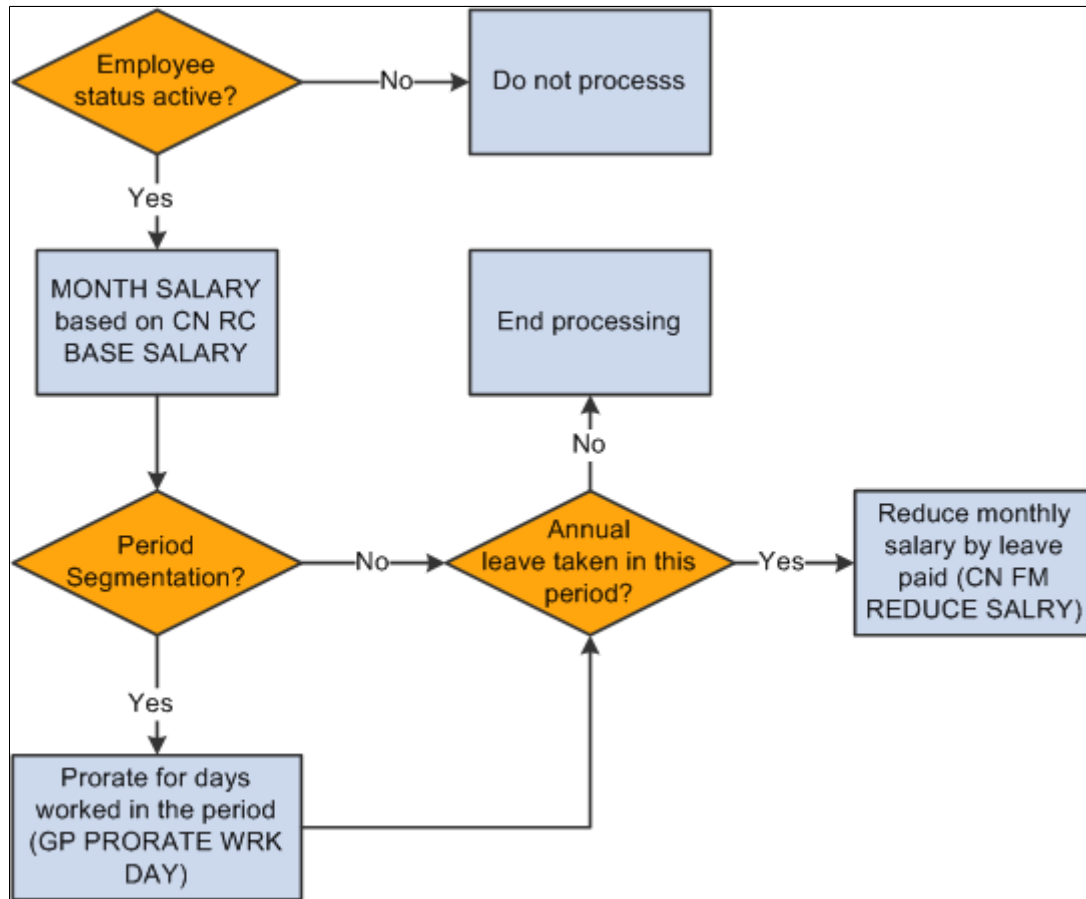 Employee
status active?
No
Do not processs
Yes
MONTH SALARY
based on CN RC
BASE SALARY
End processing
No
Period
Segmentation?
No
Annual
leave taken in this
period?
Yes
Reduce monthly
salary by leave
paid (CN FM
REDUCE SALRY)
Yes
Prorate for days
worked in the period
(GP PRORATE WRK
DAY)